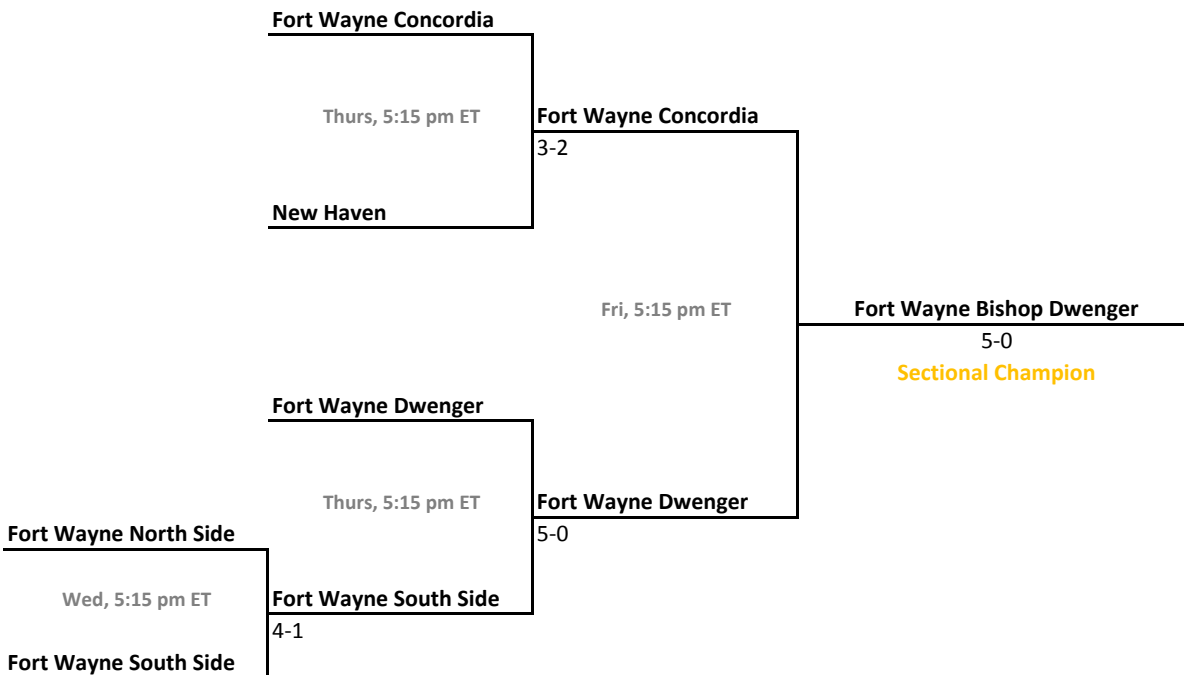 Fort Wayne Concordia
Thurs, 5:15 pm ET
Fort Wayne Concordia
3-2
New Haven
Fri, 5:15 pm ET
Fort Wayne Bishop Dwenger
5-0
Sectional Champion
Fort Wayne Dwenger
Thurs, 5:15 pm ET
Fort Wayne Dwenger
5-0
Fort Wayne North Side
Wed, 5:15 pm ET
Fort Wayne South Side
4-1
Fort Wayne South Side